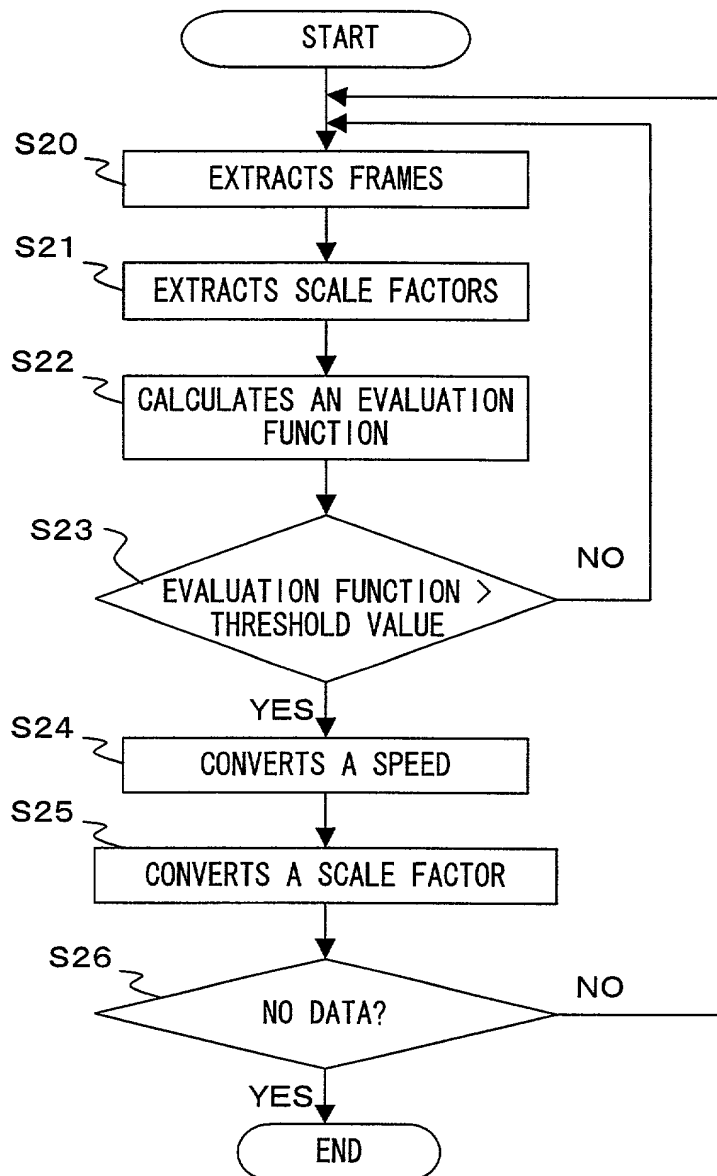 START
S20
EXTRACTS FRAMES
S21
EXTRACTS SCALE FACTORS
S22
CALCULATES AN EVALUATION
FUNCTION
S23
NO
EVALUATION FUNCTION >
THRESHOLD VALUE
YES
S24
CONVERTS A SPEED
S25
CONVERTS A SCALE FACTOR
S26
NO
NO DATA?
YES
END